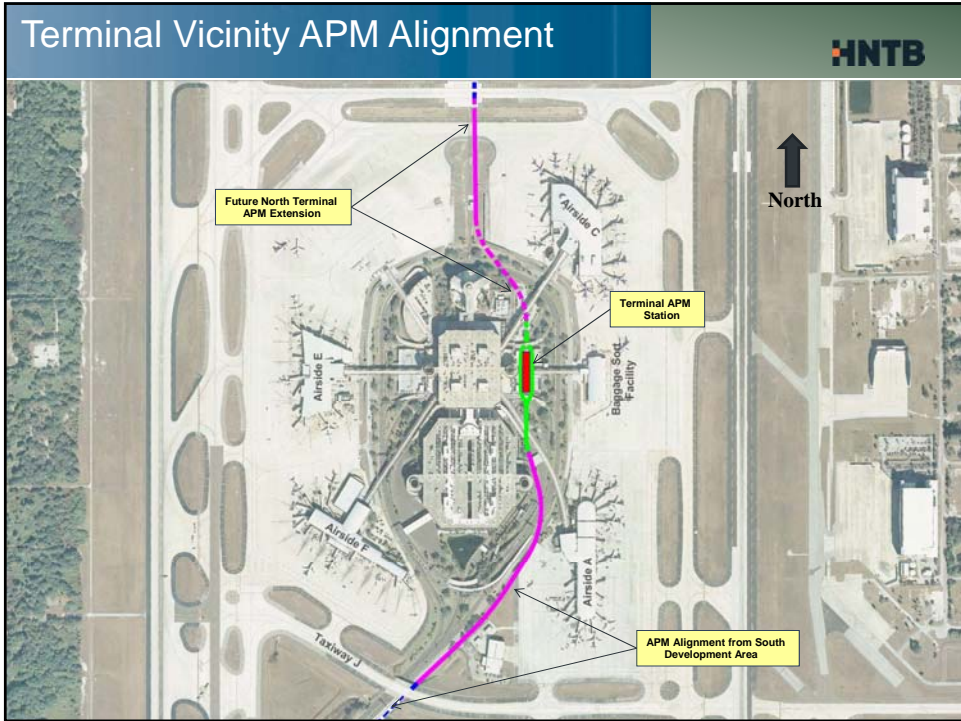 Terminal Vicinity APM Alignment
HNTB
North
Future North Terminal
APM Extension
Airside C
Terminal APM
Station
Airside E
Baggage Sort
Facility
Airside F
Airside A
Taxiway J
APM Alignment from South
Development Area